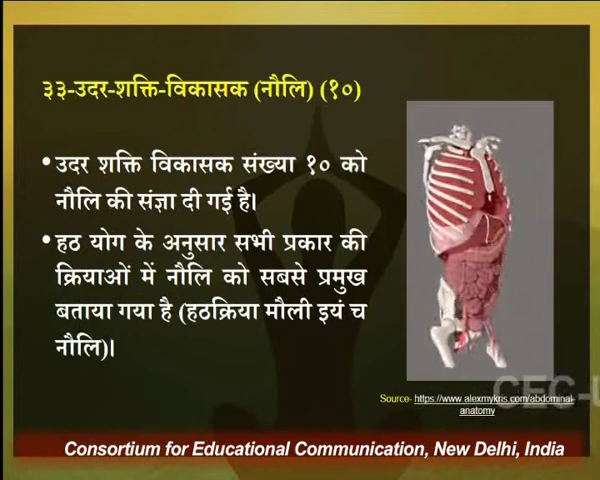 ३३-उदर-शक्ति-विकासक (नौलि) (१०)
• उदर शक्ति विकासक संख्या १० को
नौलि की संज्ञा दी गई है।
• हठ योग के अनुसार सभी प्रकार की
क्रियाओं में नौलि को सबसे प्रमुख
बताया गया है (हठक्रिया मौली इयं च
नौलि)।
CEC-U
Source- https://www.alexmykris.com/abdominal-
anatomy
Consortium for Educational Communication, New Delhi, India